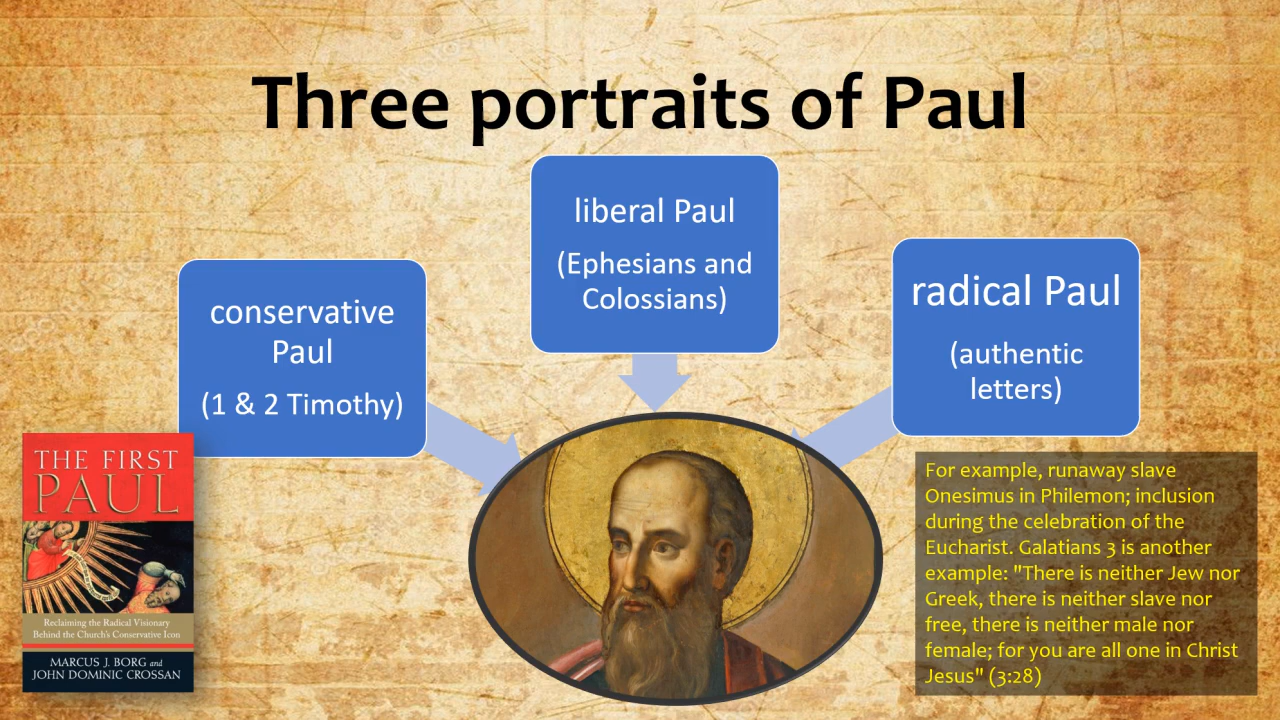 Three portraits of Paul
liberal Paul
(Ephesians and
Colossians)
radical Paul
(authentic
letters)
conservative
Paul
(1 & 2 Timothy)
THE FIRST
PAUL
Reclaiming the Radical Visionary
Behind the Church's Conservative Icon
MARCUS J. BORG and
JOHN DOMINIC CROSSAN
For example, runaway slave
Onesimus in Philemon; inclusion
during the celebration of the
Eucharist. Galatians 3 is another
example: "There is neither Jew nor
Greek, there is neither slave nor
free, there is neither male nor
female; for you are all one in Christ
Jesus" (3:28)